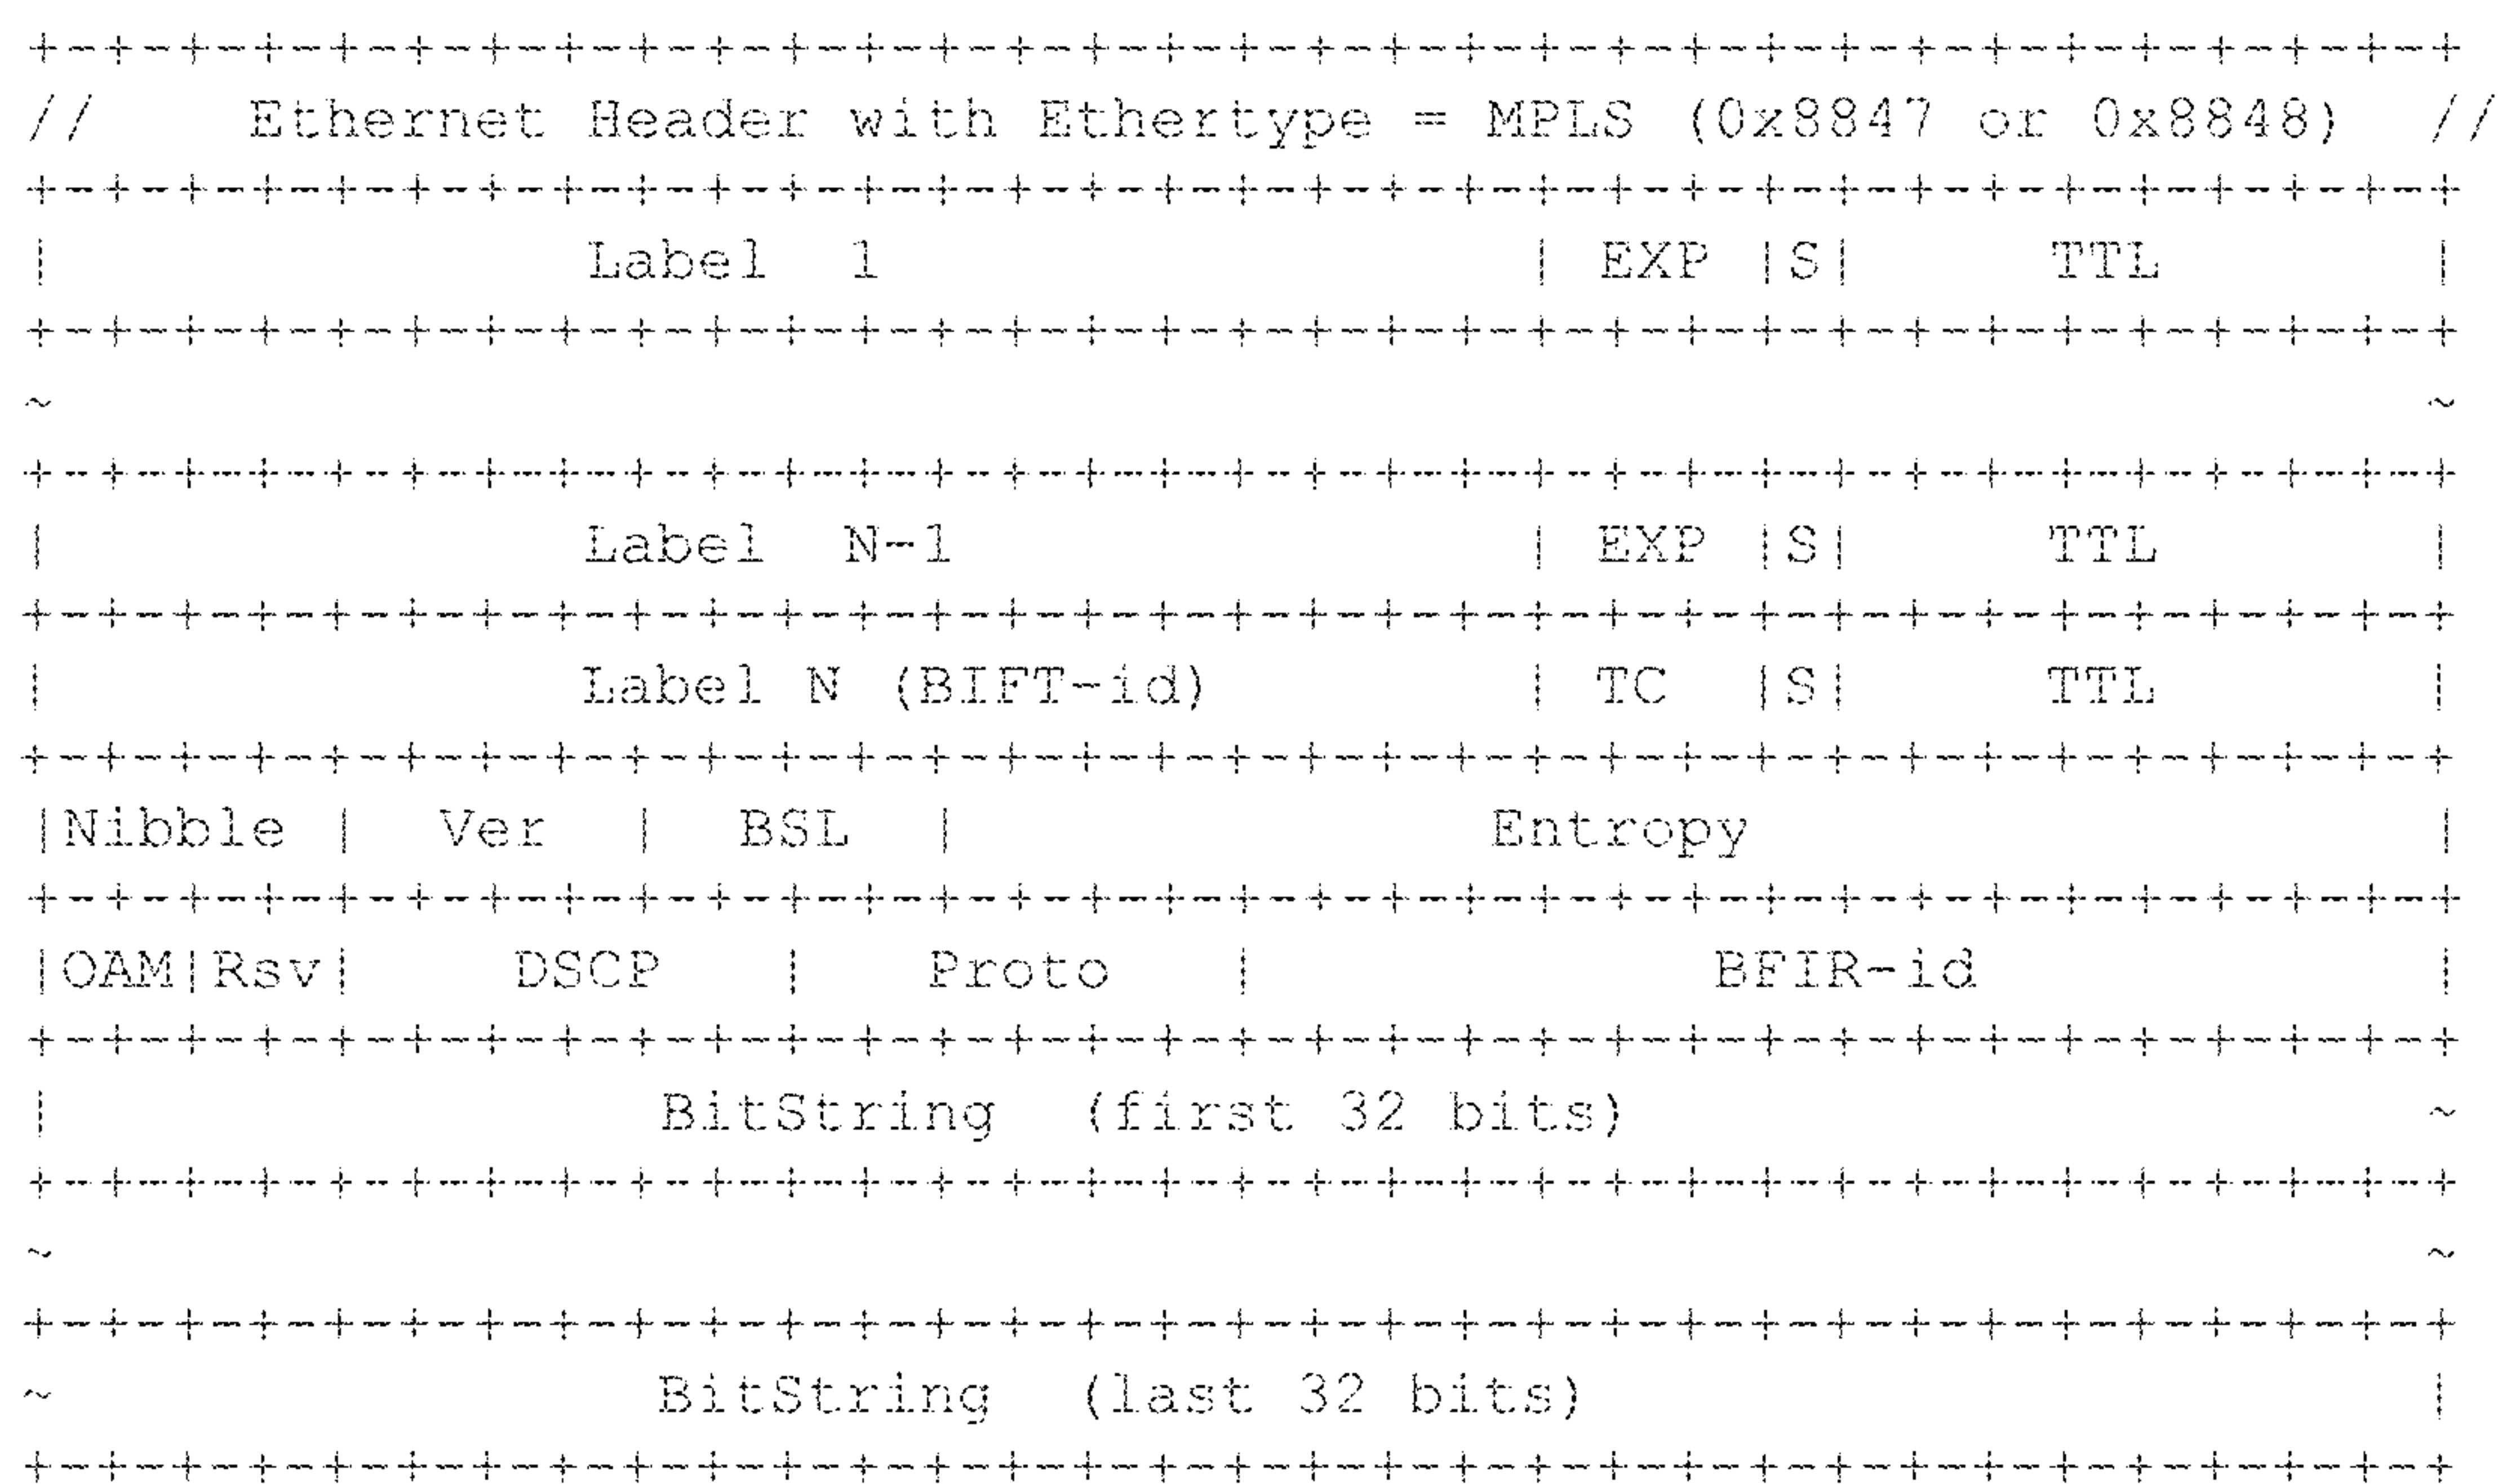 +-+-+-+-+-+-+-+-+-+-+-+-+-+-+-+-+-+-+-+-+-+-+-+-+-+-+-+-+-+-+-+-+
//    Ethernet Header with Ethertype = MPLS (0x8847 or 0x8848)  //
+-+-+-+-+-+-+-+-+-+-+-+-+-+-+-+-+-+-+-+-+-+-+-+-+-+-+-+-+-+-+-+-+
|              Label  1                 | EXP |S|     TTL       |
+-+-+-+-+-+-+-+-+-+-+-+-+-+-+-+-+-+-+-+-+-+-+-+-+-+-+-+-+-+-+-+-+
~                                                               ~
+-+-+-+-+-+-+-+-+-+-+-+-+-+-+-+-+-+-+-+-+-+-+-+-+-+-+-+-+-+-+-+-+
|              Label  N-1               | EXP |S|     TTL       |
+-+-+-+-+-+-+-+-+-+-+-+-+-+-+-+-+-+-+-+-+-+-+-+-+-+-+-+-+-+-+-+-+
|              Label N (BIFT-id)        | TC  |S|     TTL       |
+-+-+-+-+-+-+-+-+-+-+-+-+-+-+-+-+-+-+-+-+-+-+-+-+-+-+-+-+-+-+-+-+
|Nibble |  Ver  |  BSL  |              Entropy                  |
+-+-+-+-+-+-+-+-+-+-+-+-+-+-+-+-+-+-+-+-+-+-+-+-+-+-+-+-+-+-+-+-+
|OAM|Rsv|    DSCP   |   Proto   |            BFIR-id            |
+-+-+-+-+-+-+-+-+-+-+-+-+-+-+-+-+-+-+-+-+-+-+-+-+-+-+-+-+-+-+-+-+
|                BitString  (first 32 bits)                     ~
+-+-+-+-+-+-+-+-+-+-+-+-+-+-+-+-+-+-+-+-+-+-+-+-+-+-+-+-+-+-+-+-+
~                                                               ~
+-+-+-+-+-+-+-+-+-+-+-+-+-+-+-+-+-+-+-+-+-+-+-+-+-+-+-+-+-+-+-+-+
~                BitString  (last 32 bits)                      |
+-+-+-+-+-+-+-+-+-+-+-+-+-+-+-+-+-+-+-+-+-+-+-+-+-+-+-+-+-+-+-+-+